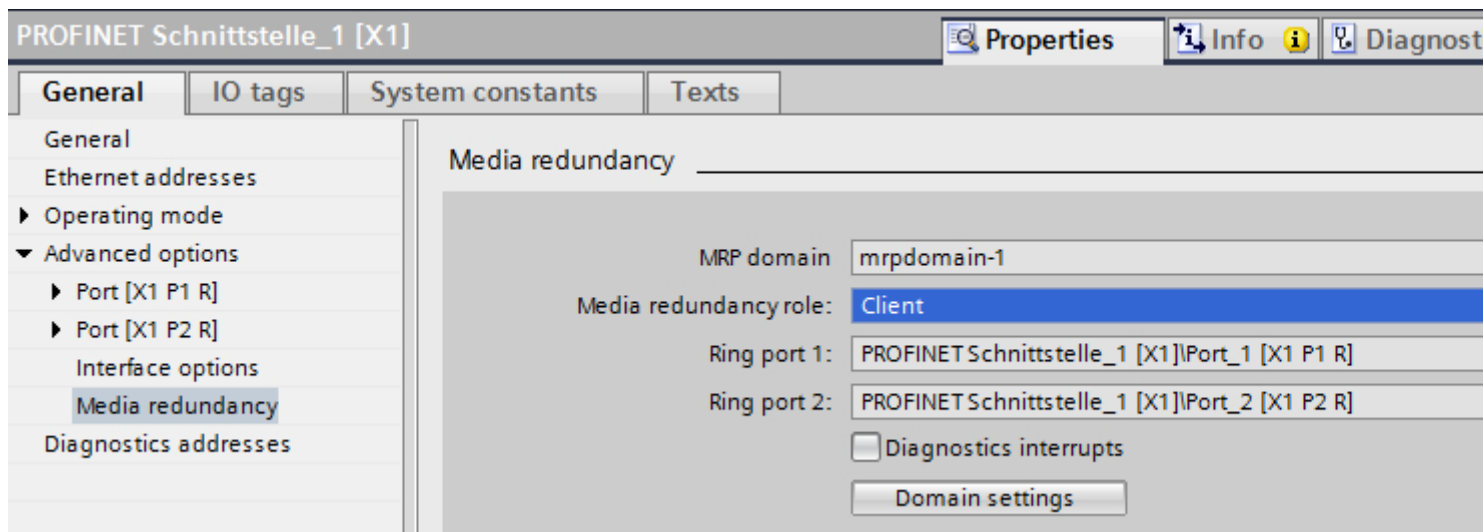 PROFINET Schnittstelle_1 [X1]
Properties
Info
Diagnost
General
IO tags
System constants
Texts
General
Ethernet addresses
Operating mode
Advanced options
Port [X1 P1 R]
Port [X1 P2 R]
Interface options
Media redundancy
Diagnostics addresses
Media redundancy
MRP domain mrpdomain-1
Media redundancy role: Client
Ring port 1: PROFINET Schnittstelle_1 [X1]\Port_1 [X1 P1 R]
Ring port 2: PROFINET Schnittstelle_1 [X1]\Port_2 [X1 P2 R]
Diagnostics interrupts
Domain settings